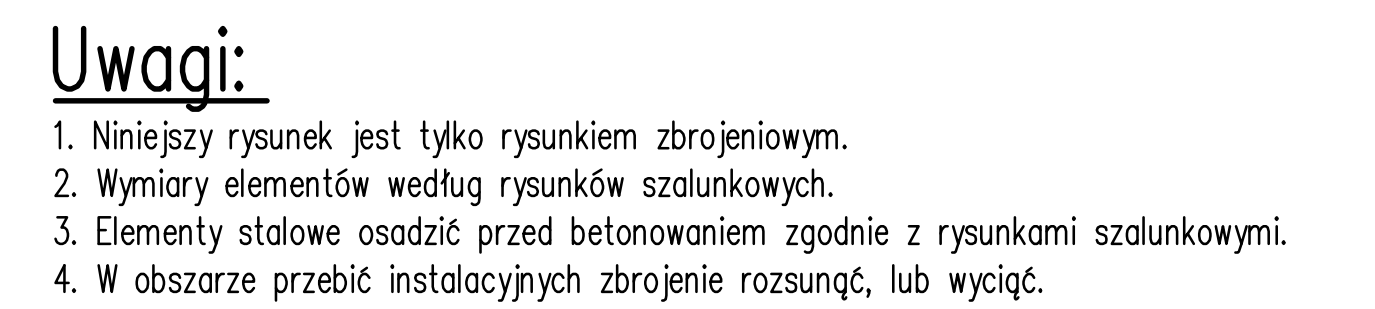 Uwagi:
1. Niniejszy rysunek jest tylko rysunkiem zbrojeniowym.
2. Wymiary elementów według rysunków szalunkowych.
3. Elementy stalowe osadzić przed betonowaniem zgodnie z rysunkami szalunkowymi.
4. W obszarze przebić instalacyjnych zbrojenie rozsunąć, lub wyciąć.